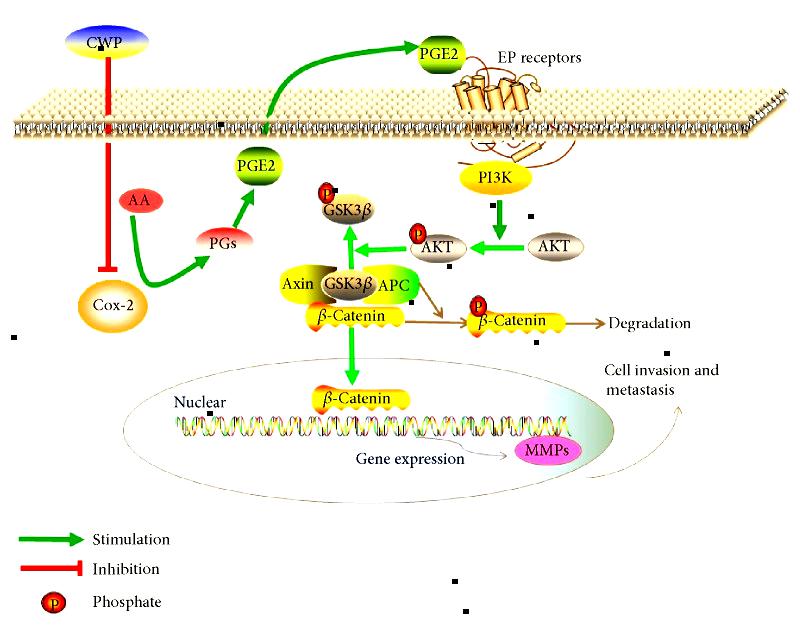 CWP
PGE2
EP receptors
PGE2
PI3K
AA
P
GSK3β
PGs
P
AKT
AKT
Axin
GSK3β
APC
Cox-2
β-Catenin
P
β-Catenin
Degradation
Cell invasion and
metastasis
β-Catenin
Nuclear
Gene expression
MMPs
Stimulation
Inhibition
P
Phosphate